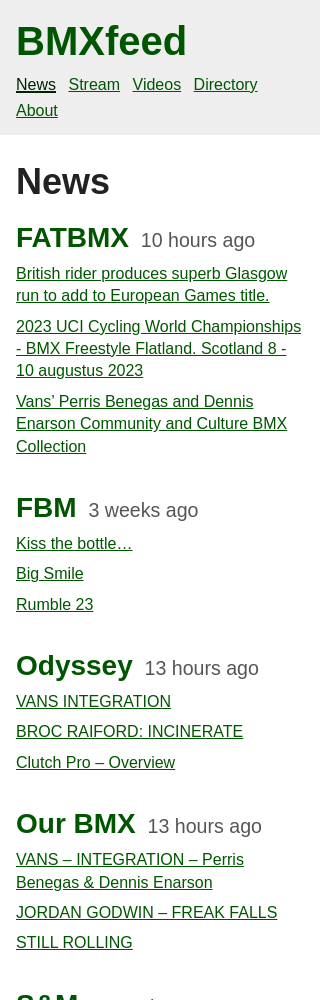 BMXfeed
News Stream Videos Directory
About
News
FATBMX 10 hours ago
British rider produces superb Glasgow
run to add to European Games title.
2023 UCI Cycling World Championships
- BMX Freestyle Flatland. Scotland 8 -
10 augustus 2023
Vans’ Perris Benegas and Dennis
Enarson Community and Culture BMX
Collection
FBM 3 weeks ago
Kiss the bottle…
Big Smile
Rumble 23
Odyssey 13 hours ago
VANS INTEGRATION
BROC RAIFORD: INCINERATE
Clutch Pro – Overview
Our BMX 13 hours ago
VANS – INTEGRATION – Perris
Benegas & Dennis Enarson
JORDAN GODWIN – FREAK FALLS
STILL ROLLING